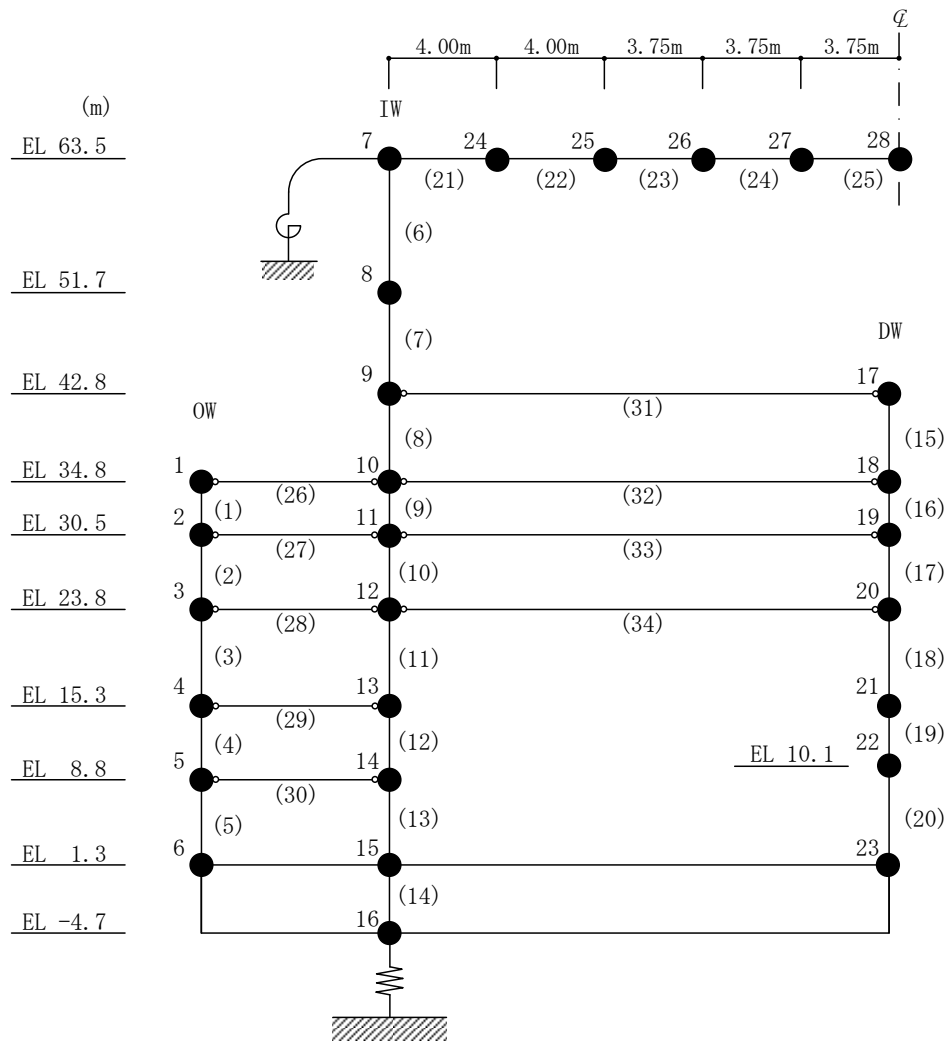 ℄
4.00m 4.00m 3.75m 3.75m 3.75m
(m)
IW
EL 63.5 7 24 25 26 27 28
(21) (22) (23) (24) (25)
(6)
EL 51.7 8
(7)
DW
EL 42.8 9 17
(31)
OW
(8) (15)
EL 34.8 1 10 18
(26) (32)
(1) (9) (16)
EL 30.5 2 11 19
(27) (33)
(2) (10) (17)
EL 23.8 3 12 20
(28) (34)
(3) (11) (18)
EL 15.3 4 13 21
(29)
(4) (12) (19)
EL 10.1 22
EL 8.8 5 14
(30)
(5) (13) (20)
EL 1.3 6 15 23
(14)
EL -4.7 16